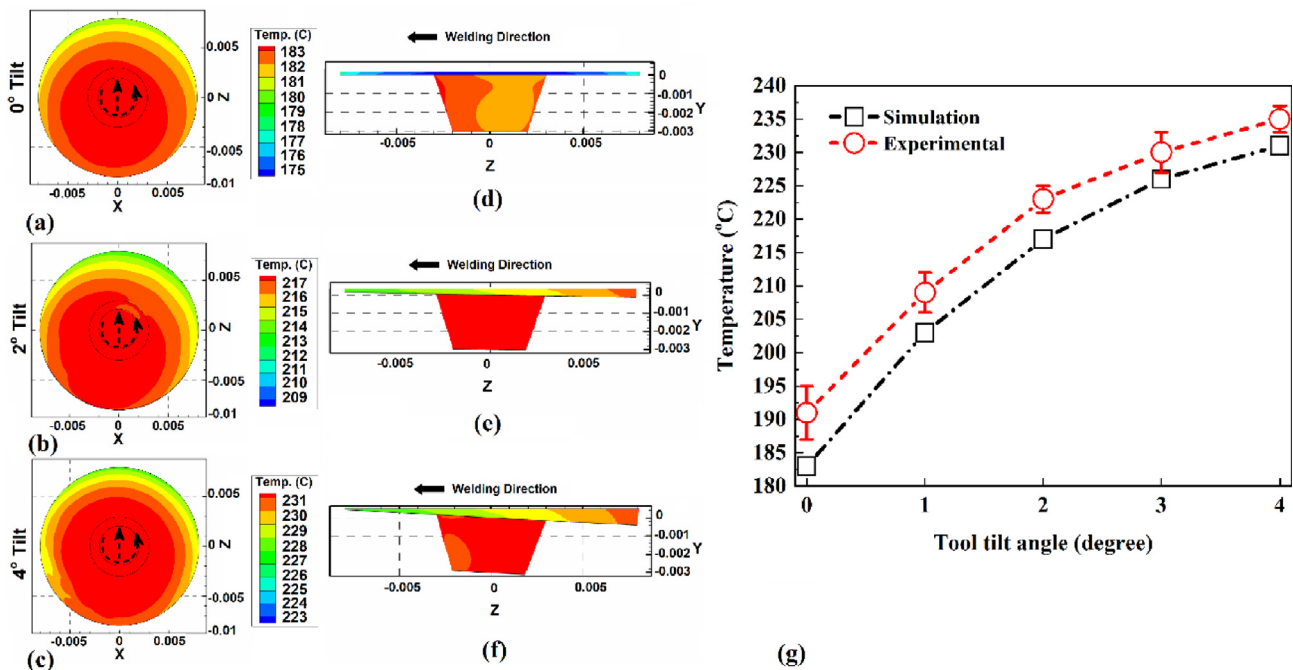 0° Tilt
Temp. (C)
183
182
181
180
179
178
177
176
175
0.005
0 Z
-0.005
-0.01
-0.005 0 0.005
X
(a)
Welding Direction
0
-0.001
-0.002
-0.003
Y
-0.005 0 0.005
Z
(d)
2° Tilt
Temp. (C)
217
216
215
214
213
212
211
210
209
0.005
0 Z
-0.005
-0.01
-0.005 0 0.005
X
(b)
Welding Direction
0
-0.001
-0.002
-0.003
Y
-0.005 0 0.005
Z
(e)
4° Tilt
Temp. (C)
231
230
229
228
227
226
225
224
223
0.005
0 Z
-0.005
-0.01
-0.005 0 0.005
X
(c)
Welding Direction
0
-0.001
-0.002
-0.003
Y
-0.005 0 0.005
Z
(f)
Simulation
Experimental
Temperature (°C)
240
235
230
225
220
215
210
205
200
195
190
185
180
0 1 2 3 4
Tool tilt angle (degree)
(g)